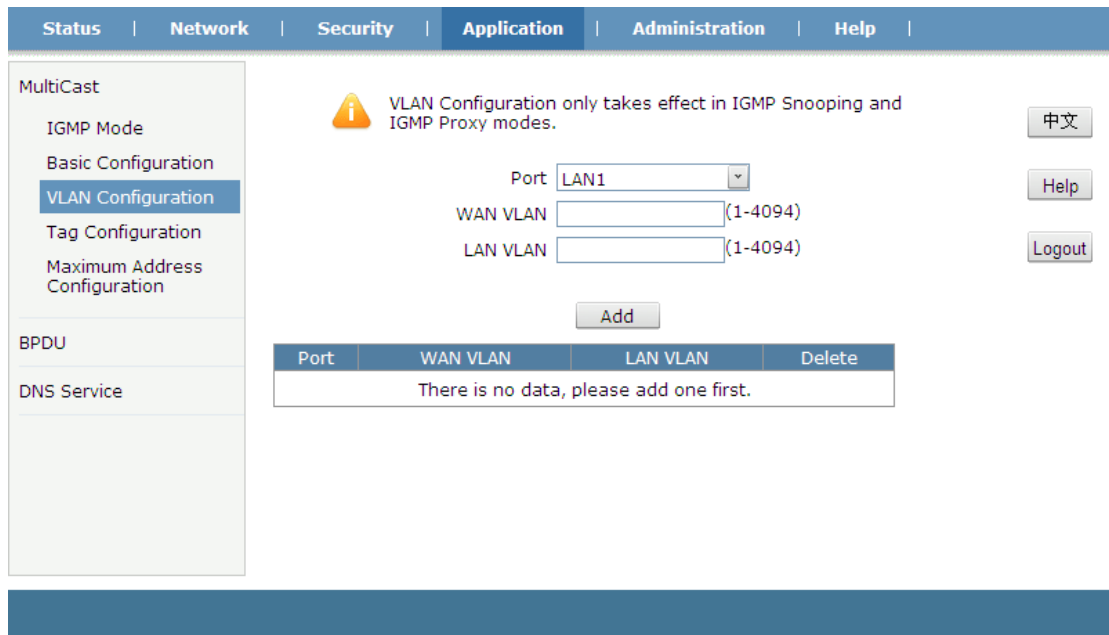 Status | Network | Security | Application | Administration | Help |
MultiCast
IGMP Mode
Basic Configuration
VLAN Configuration
Tag Configuration
Maximum Address
Configuration
BPDU
DNS Service
VLAN Configuration only takes effect in IGMP Snooping and
IGMP Proxy modes.
Port LAN1
WAN VLAN (1-4094)
LAN VLAN (1-4094)
Add
Port WAN VLAN LAN VLAN Delete
There is no data, please add one first.
中文
Help
Logout